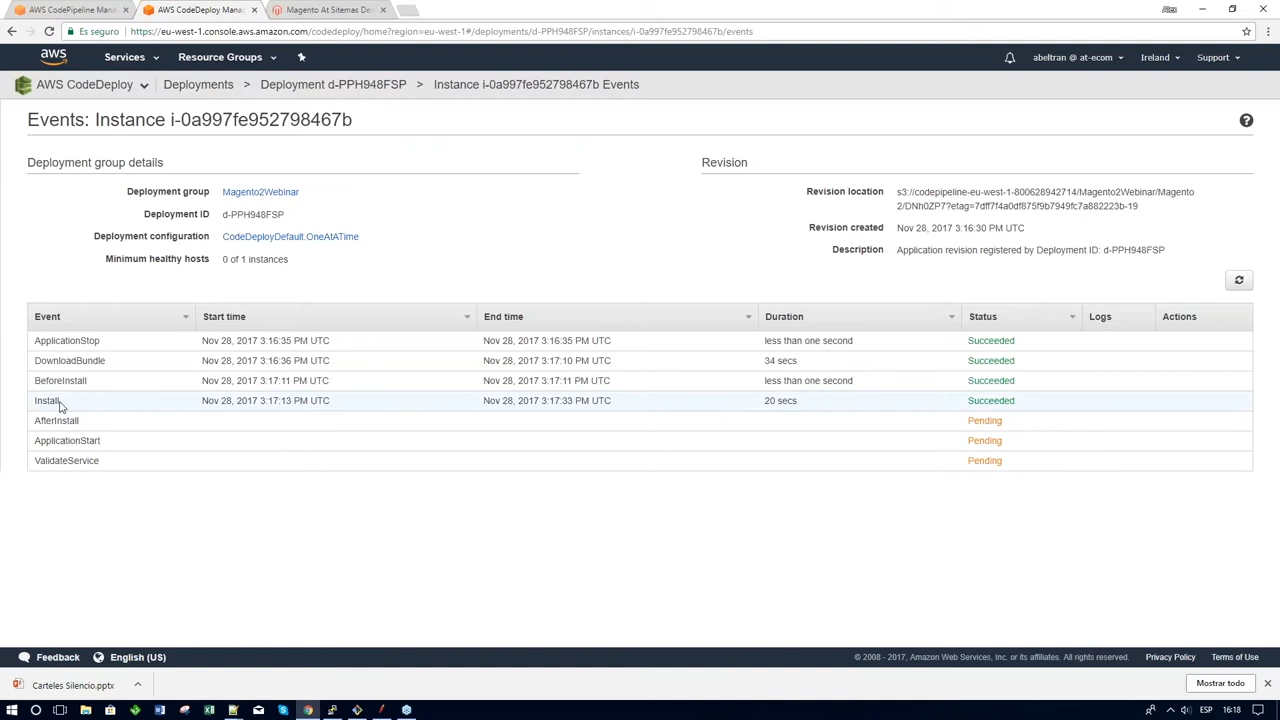 AWS CodePipeline Mana
AWS CodeDeploy Mana
Magento At Sitemas De
Es seguro
https://eu-west-1.console.aws.amazon.com/codedeploy/home?region=eu-west-1#/deployments/d-PPH948FSP/instances/i-0a997fe952798467b/events
aws
Services
Resource Groups
abeltran @ at-ecom
Ireland
Support
AWS CodeDeploy
Deployments > Deployment d-PPH948FSP > Instance i-0a997fe952798467b Events
Events: Instance i-0a997fe952798467b
Deployment group details
Deployment group Magento2Webinar
Deployment ID d-PPH948FSP
Deployment configuration CodeDeployDefault.OneAtATime
Minimum healthy hosts 0 of 1 instances
Revision
Revision location s3://codepipeline-eu-west-1-800628942714/Magento2Webinar/Magento
2/DNh0ZP7?etag=7dff7f4a0df875f9b7949fc7a882223b-19
Revision created Nov 28, 2017 3:16:30 PM UTC
Description Application revision registered by Deployment ID: d-PPH948FSP
Event Start time End time Duration Status Logs Actions
ApplicationStop Nov 28, 2017 3:16:35 PM UTC Nov 28, 2017 3:16:35 PM UTC less than one second Succeeded
DownloadBundle Nov 28, 2017 3:16:36 PM UTC Nov 28, 2017 3:17:10 PM UTC 34 secs Succeeded
BeforeInstall Nov 28, 2017 3:17:11 PM UTC Nov 28, 2017 3:17:11 PM UTC less than one second Succeeded
Install Nov 28, 2017 3:17:13 PM UTC Nov 28, 2017 3:17:33 PM UTC 20 secs Succeeded
AfterInstall Pending
ApplicationStart Pending
ValidateService Pending
Feedback
English (US)
© 2008 - 2017, Amazon Web Services, Inc. or its affiliates. All rights reserved.
Privacy Policy
Terms of Use
Carteles Silencio.pptx
Mostrar todo
ESP
16:18